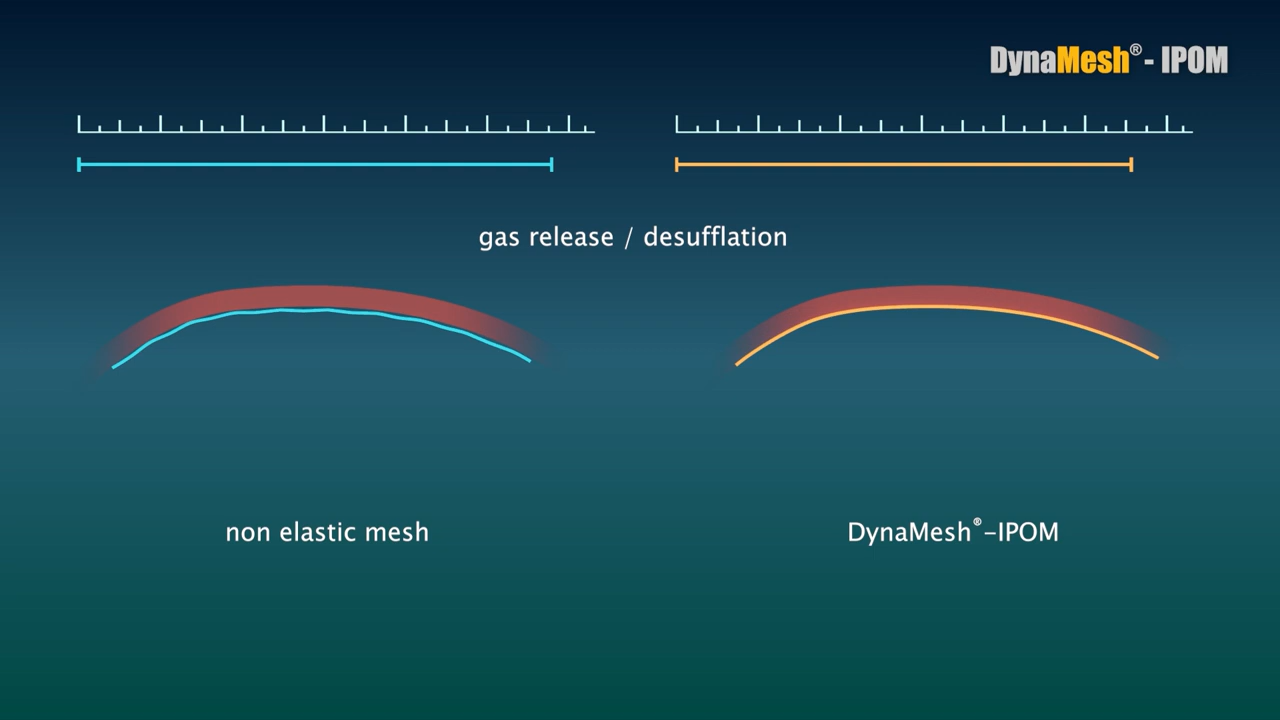 DynaMesh®- IPOM
gas release / desufflation
non elastic mesh
DynaMesh®-IPOM